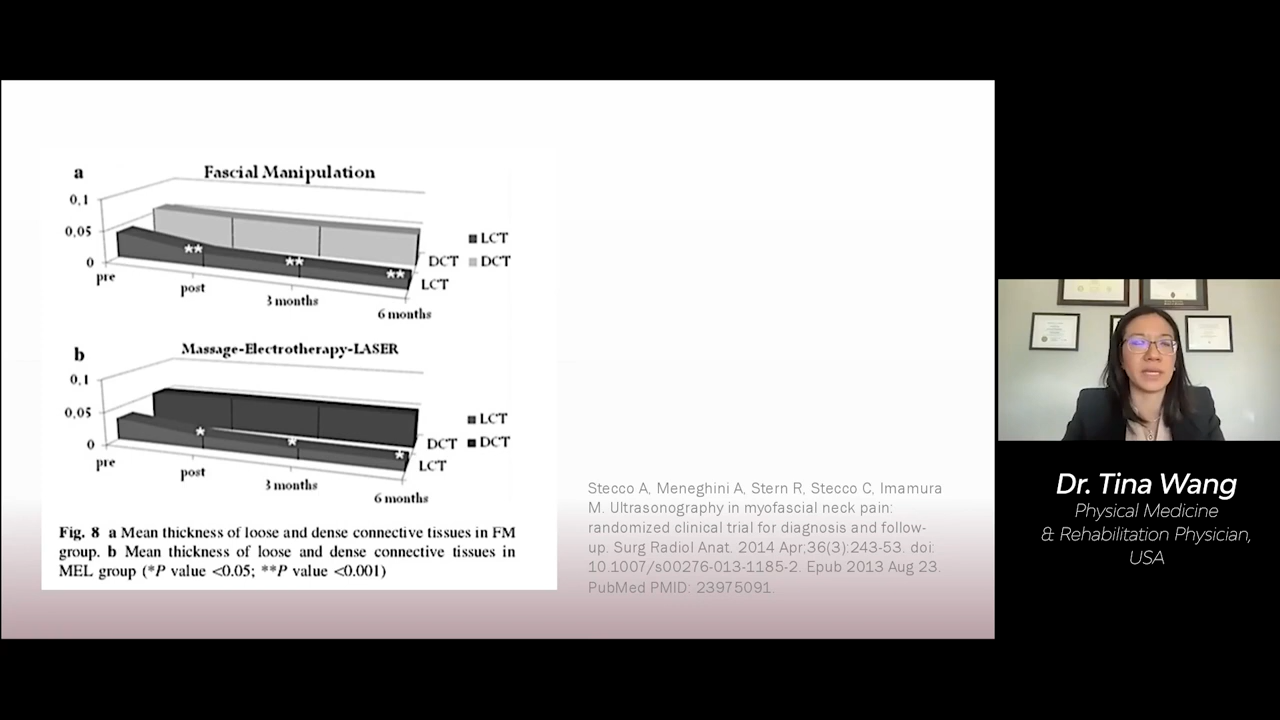 a
Fascial Manipulation
0,1
0,05
0
pre
post
3 months
6 months
DCT
LCT
LCT
DCT
**
**
**
b
Massage-Electrotherapy-LASER
0,1
0,05
0
pre
post
3 months
6 months
DCT
LCT
LCT
DCT
*
*
*
Fig. 8 a Mean thickness of loose and dense connective tissues in FM
group. b Mean thickness of loose and dense connective tissues in
MEL group (*P value <0.05; **P value <0.001)
Stecco A, Meneghini A, Stern R, Stecco C, Imamura
M. Ultrasonography in myofascial neck pain:
randomized clinical trial for diagnosis and follow-
up. Surg Radiol Anat. 2014 Apr;36(3):243-53. doi:
10.1007/s00276-013-1185-2. Epub 2013 Aug 23.
PubMed PMID: 23975091.
Dr. Tina Wang
Physical Medicine
& Rehabilitation Physician,
USA